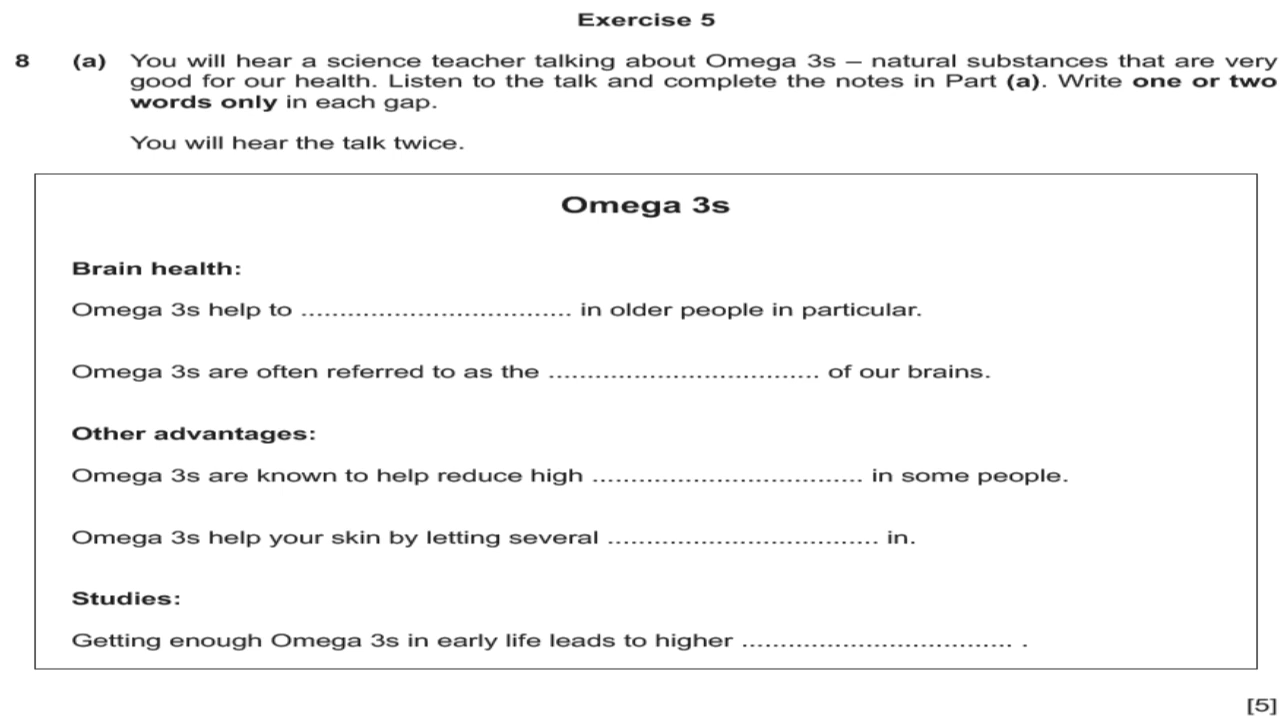 Exercise 5
8 (a) You will hear a science teacher talking about Omega 3s – natural substances that are very
good for our health. Listen to the talk and complete the notes in Part (a). Write one or two
words only in each gap.
You will hear the talk twice.
Omega 3s
Brain health:
Omega 3s help to .................................. in older people in particular.
Omega 3s are often referred to as the .................................. of our brains.
Other advantages:
Omega 3s are known to help reduce high .................................. in some people.
Omega 3s help your skin by letting several .................................. in.
Studies:
Getting enough Omega 3s in early life leads to higher .................................. .
[5]